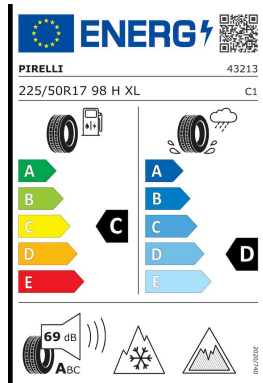 ENERG
PIRELLI 43213
225/50R17 98 H XL C1
A A
B B
C C C
D D D
E E
69 dB
ABC
2020/740